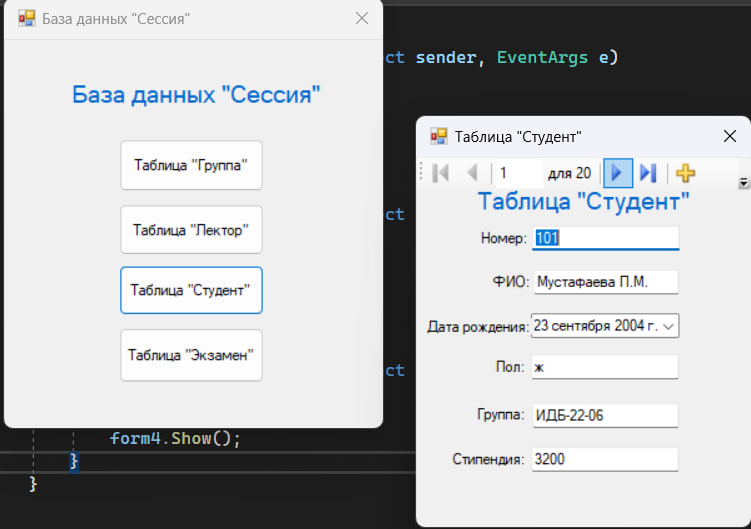 База данных "Сессия"
ct sender, EventArgs e)
База данных "Сессия"
Таблица "Группа"
Таблица "Лектор"
ct
Таблица "Студент"
Таблица "Экзамен"
ct
form4.Show();
}
}
Таблица "Студент"
1 для 20
Таблица "Студент"
Номер: 101
ФИО: Мустафаева П.М.
Дата рождения: 23 сентября 2004 г.
Пол: ж
Группа: ИДБ-22-06
Стипендия: 3200